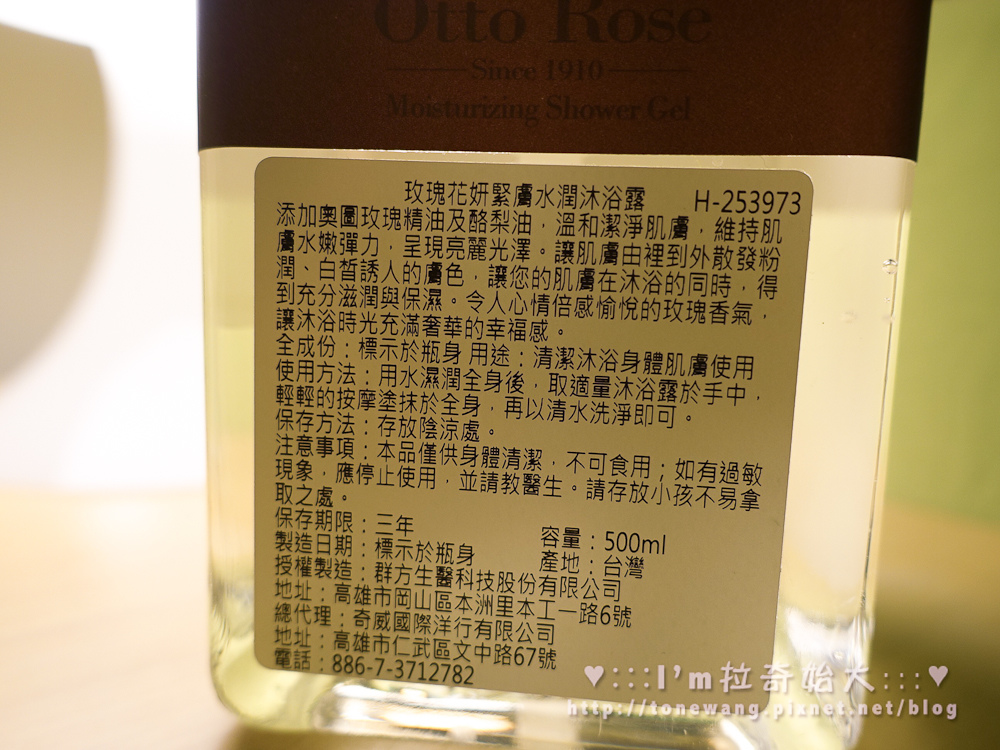 Otto Rose
Since 1910
Moisturizing Shower Gel
玫瑰花妍緊膚水潤沐浴露 H-253973
添加奧圖玫瑰精油及酪梨油，溫和潔淨肌膚，維持肌
膚水嫩彈力，呈現亮麗光澤。讓肌膚由裡到外散發粉
潤、白皙誘人的膚色，讓您的肌膚在沐浴的同時，得
到充分滋潤與保濕。令人心情倍感愉悅的玫瑰香氣，
讓沐浴時光充滿奢華的幸福感。
全成份：標示於瓶身 用途：清潔沐浴身體肌膚使用
使用方法：用水濕潤全身後，取適量沐浴露於手中，
輕輕的按摩塗抹於全身，再以清水洗淨即可。
保存方法：存放陰涼處。
注意事項：本品僅供身體清潔，不可食用；如有過敏
現象，應停止使用，並請教醫生。請存放小孩不易拿
取之處。
保存期限：三年 容量：500ml
製造日期：標示於瓶身 產地：台灣
授權製造：群方生醫科技股份有限公司
地址：高雄市岡山區本洲里本工一路6號
總代理：奇威國際洋行有限公司
地址：高雄市仁武區文中路67號
電話：886-7-3712782
♥:::I'm拉奇始大:::♥
http://tonewang.pixnet.net/blog